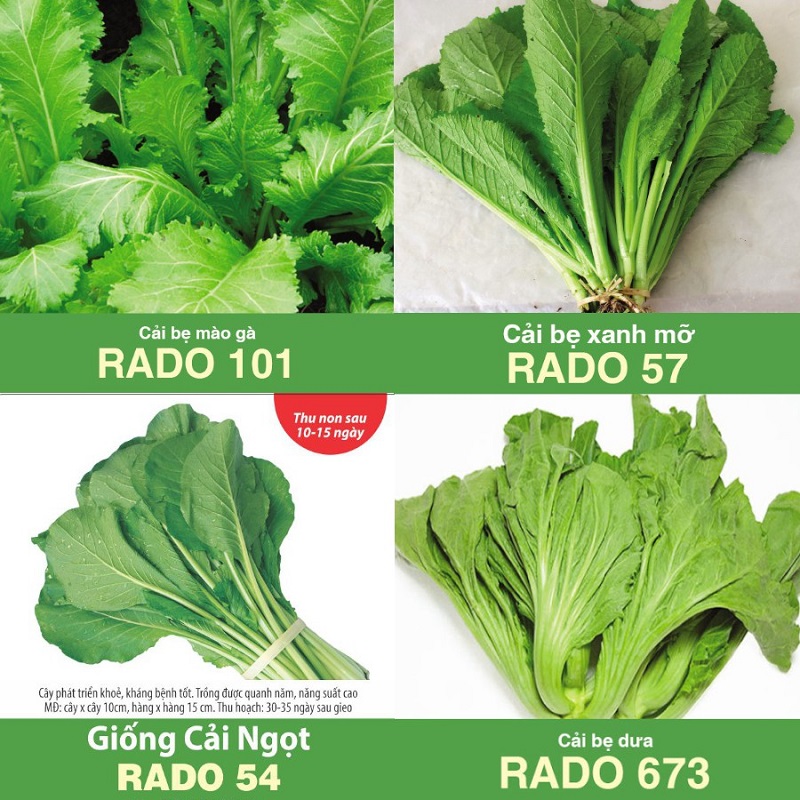 Cải bẹ mào gà
RADO 101
Cải bẹ xanh mỡ
RADO 57
Thu non sau
10-15 ngày
Cây phát triển khoẻ, kháng bệnh tốt. Trồng được quanh năm, năng suất cao
MĐ: cây x cây 10cm, hàng x hàng 15 cm. Thu hoạch: 30-35 ngày sau gieo
Giống Cải Ngọt
RADO 54
Cải bẹ dưa
RADO 673